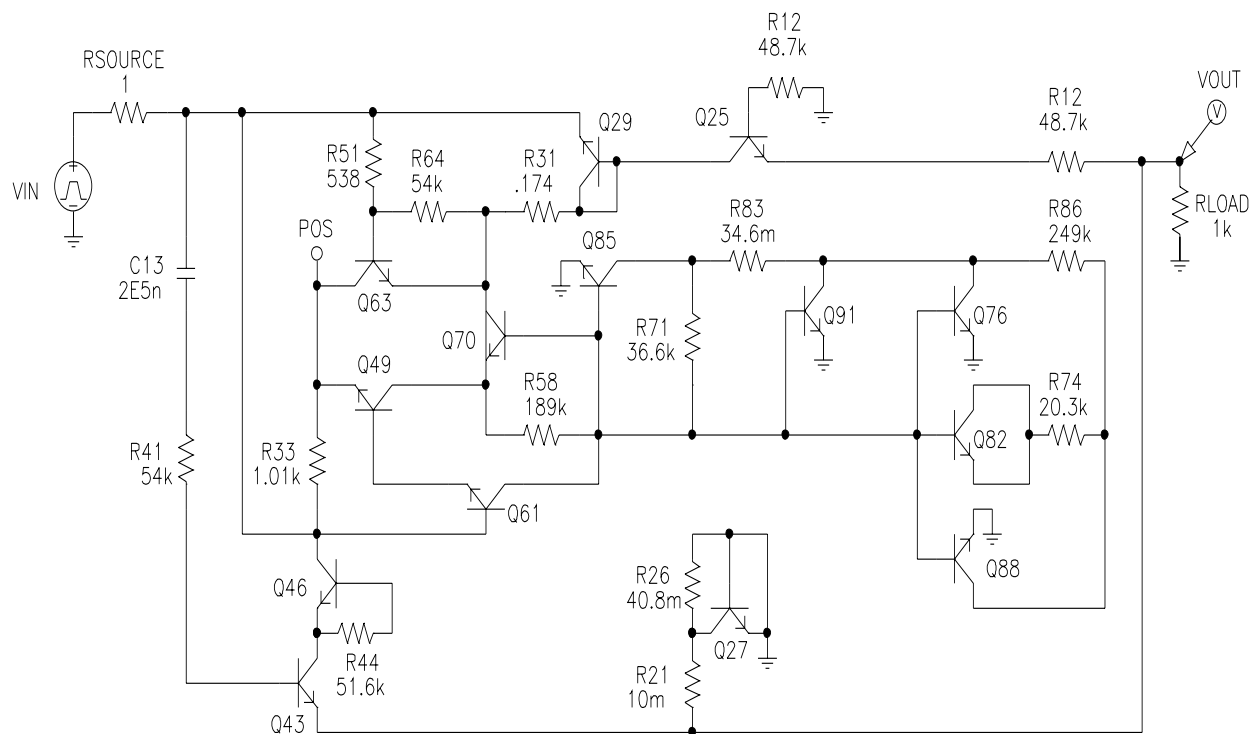 R12
48.7k
RSOURCE
1
VOUT
V
R12
48.7k
Q29
Q25
R51
538
R64
54k
R31
.174
VIN
RLOAD
1k
R83
34.6m
R86
249k
POS
Q85
C13
2E5n
Q63
Q91
Q76
R71
36.6k
Q70
Q49
R58
189k
R74
20.3k
R41
54k
R33
1.01k
Q82
Q61
Q46
R26
40.8m
Q88
Q27
R44
51.6k
R21
10m
Q43